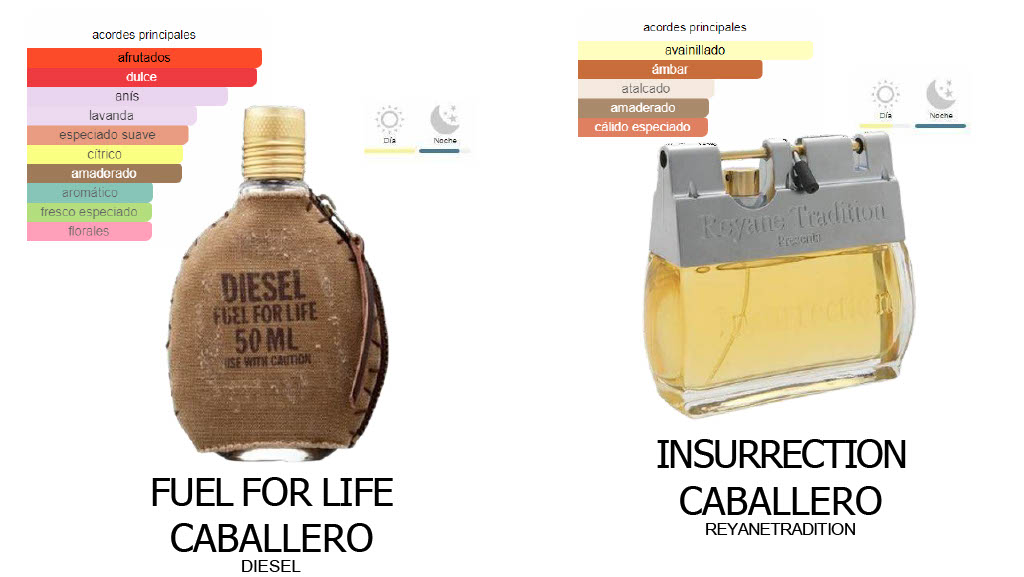 acordes principales
afrutados
dulce
anís
lavanda
especiado suave
cítrico
amaderado
aromático
fresco especiado
florales
Día
Noche
DIESEL
FUEL FOR LIFE
50 ML
USE WITH CAUTION
FUEL FOR LIFE
CABALLERO
DIESEL
acordes principales
avainillado
ámbar
atalcado
amaderado
cálido especiado
Día
Noche
Reyane Tradition
Presents
Insurrection
INSURRECTION
CABALLERO
REYANETRADITION